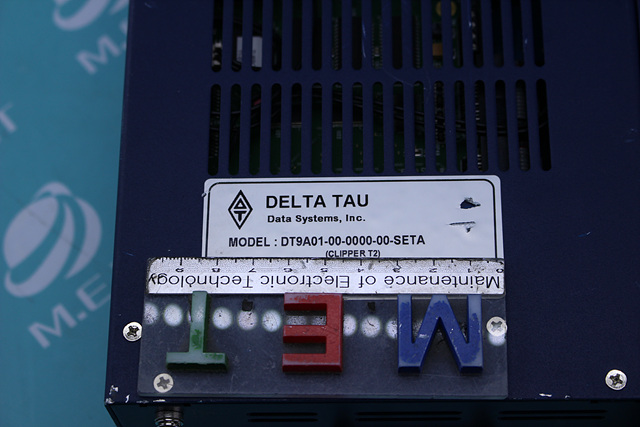 DELTA TAU
Data Systems, Inc.
MODEL : DT9A01-00-0000-00-SETA
(CLIPPER T2)
Maintenance of Electronic Technology
M E T